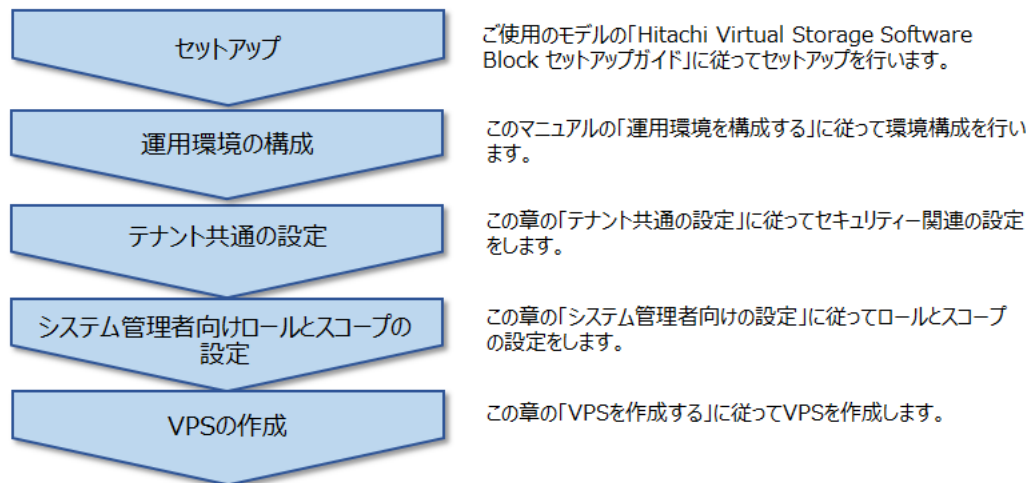 セットアップ
ご使用のモデルの「Hitachi Virtual Storage Software
Block セットアップガイド」に従ってセットアップを行います。
運用環境の構成
このマニュアルの「運用環境を構成する」に従って環境構成を行い
ます。
テナント共通の設定
この章の「テナント共通の設定」に従ってセキュリティー関連の設定
をします。
システム管理者向けロールとスコープの
設定
この章の「システム管理者向けの設定」に従ってロールとスコープ
の設定をします。
VPSの作成
この章の「VPSを作成する」に従ってVPSを作成します。